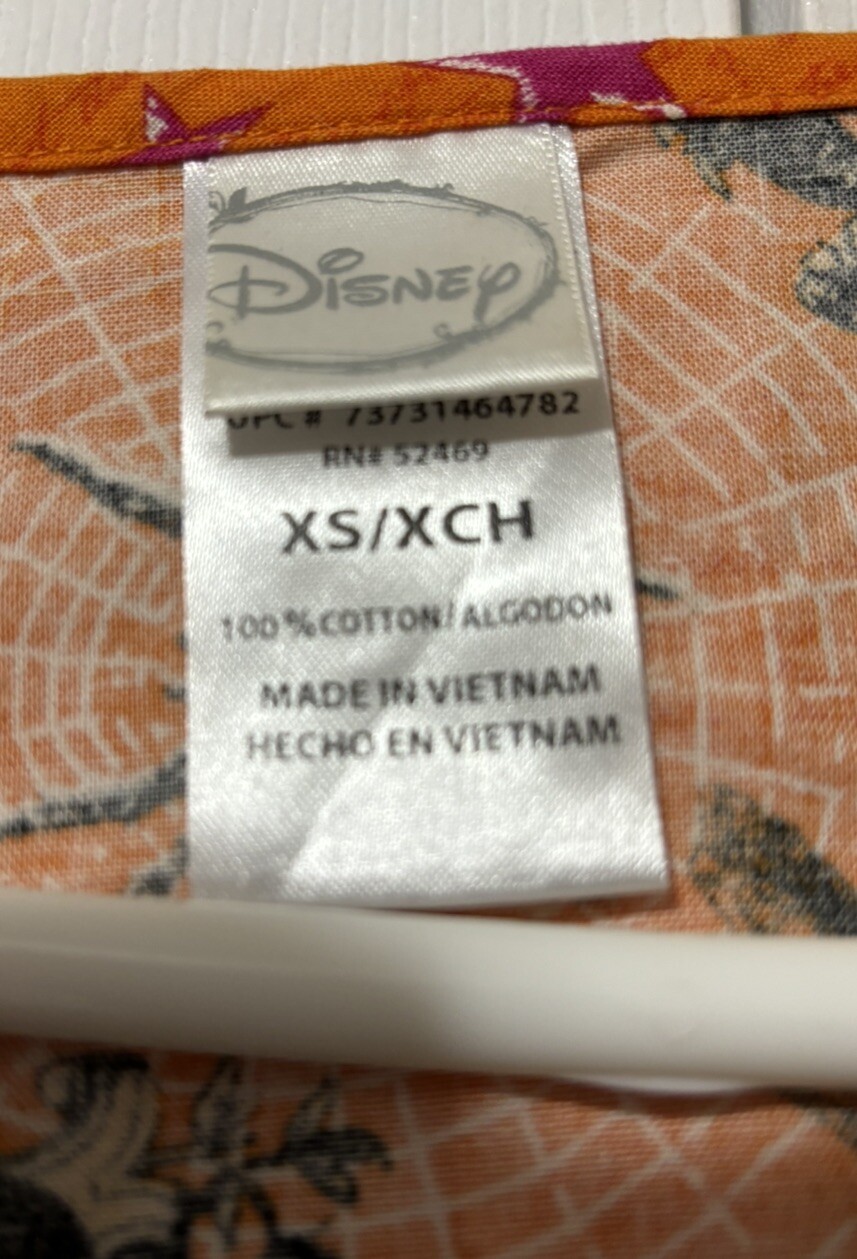 Disney
UPC # 73731464782
RN# 52469
XS/XCH
100%COTTON/ALGODON
MADE IN VIETNAM
HECHO EN VIETNAM